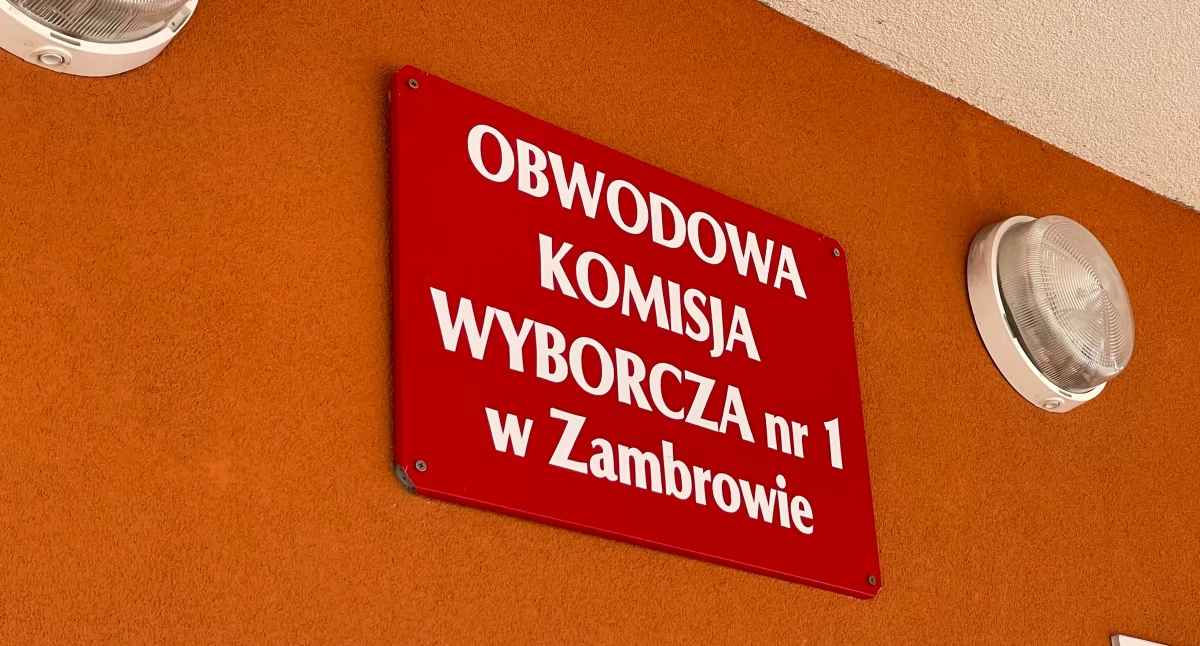 OBWODOWA
KOMISJA
WYBORCZA nr 1
w Zambrowie